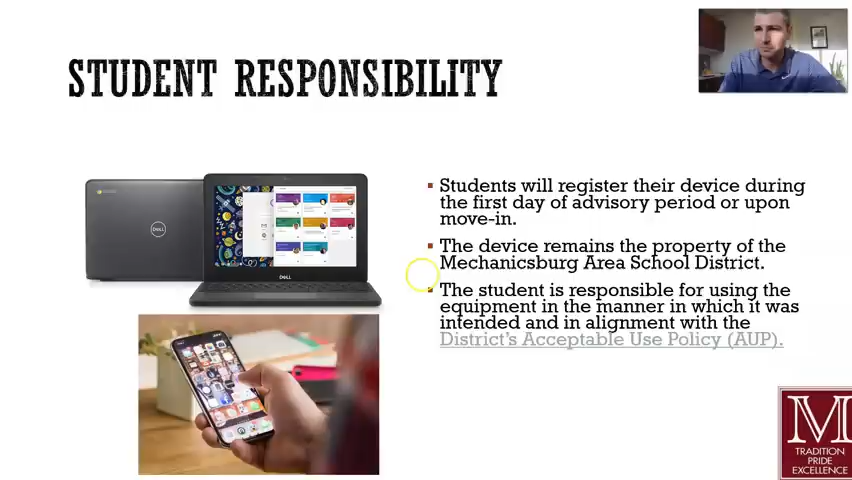 STUDENT RESPONSIBILITY
Students will register their device during
the first day of advisory period or upon
move-in.
The device remains the property of the
Mechanicsburg Area School District.
The student is responsible for using the
equipment in the manner in which it was
intended and in alignment with the
District's Acceptable Use Policy (AUP).
DELL
DELL
M
TRADITION
PRIDE
EXCELLENCE